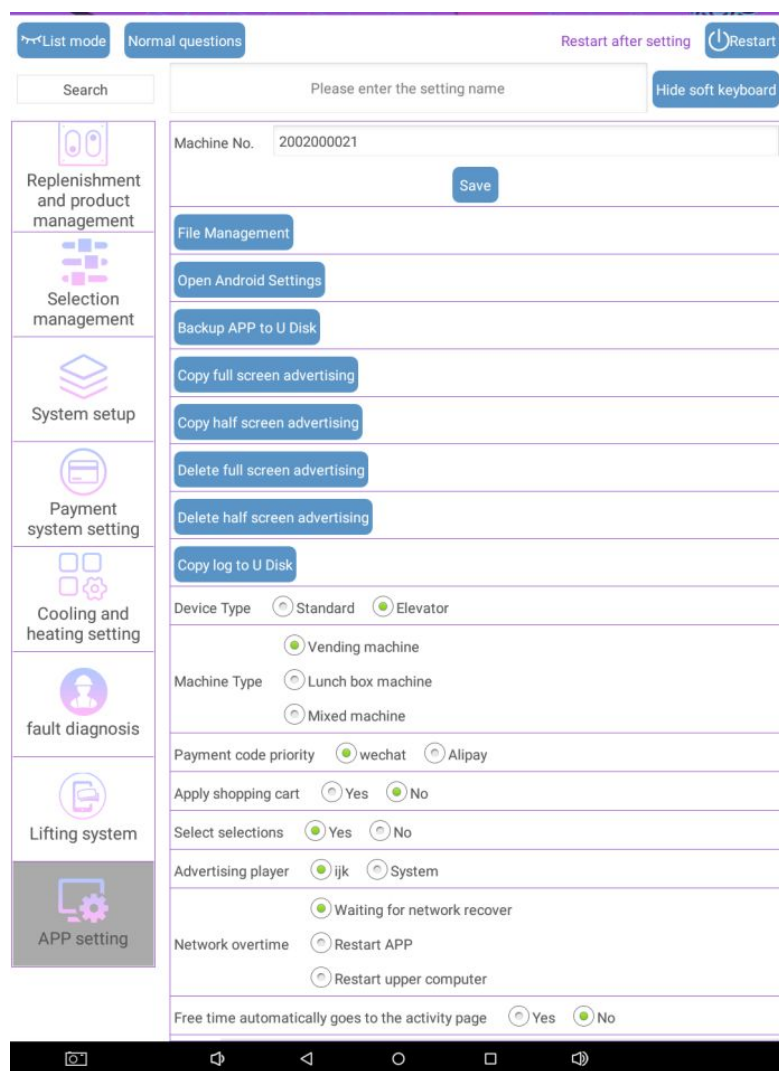 List mode
Normal questions
Restart after setting
Restart
Search
Please enter the setting name
Hide soft keyboard
Replenishment
and product
management
Selection
management
System setup
Payment
system setting
Cooling and
heating setting
fault diagnosis
Lifting system
APP setting
Machine No. 2002000021
Save
File Management
Open Android Settings
Backup APP to U Disk
Copy full screen advertising
Copy half screen advertising
Delete full screen advertising
Delete half screen advertising
Copy log to U Disk
Device Type Standard Elevator
Vending machine
Machine Type Lunch box machine
Mixed machine
Payment code priority wechat Alipay
Apply shopping cart Yes No
Select selections Yes No
Advertising player ijk System
Waiting for network recover
Network overtime Restart APP
Restart upper computer
Free time automatically goes to the activity page Yes No